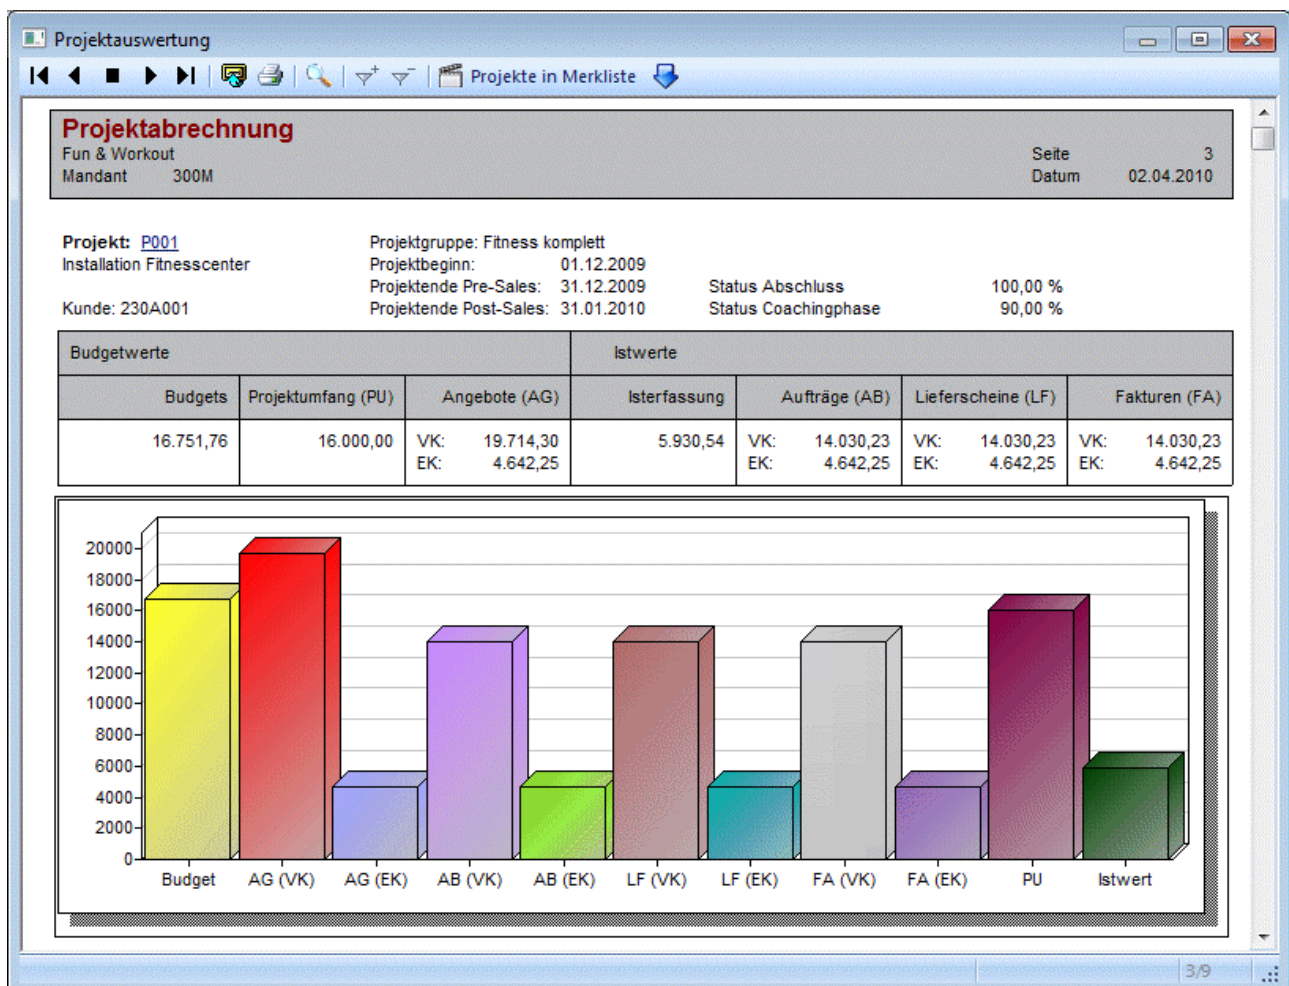 Projektauswertung
Projekte in Merkliste
Projektabrechnung
Fun & Workout
Seite 3
Mandant 300M
Datum 02.04.2010
Projekt: P001
Projektgruppe: Fitness komplett
Installation Fitnesscenter
Projektbeginn: 01.12.2009
Projektende Pre-Sales: 31.12.2009
Status Abschluss 100,00 %
Kunde: 230A001
Projektende Post-Sales: 31.01.2010
Status Coachingphase 90,00 %
Budgetwerte Istwerte
Budgets Projektumfang (PU) Angebote (AG) Isterfassung Aufträge (AB) Lieferscheine (LF) Fakturen (FA)
16.751,76 16.000,00 VK: 19.714,30 5.930,54 VK: 14.030,23 VK: 14.030,23 VK: 14.030,23
EK: 4.642,25 EK: 4.642,25 EK: 4.642,25 EK: 4.642,25
20000
18000
16000
14000
12000
10000
8000
6000
4000
2000
0
Budget AG (VK) AG (EK) AB (VK) AB (EK) LF (VK) LF (EK) FA (VK) FA (EK) PU Istwert
3/9